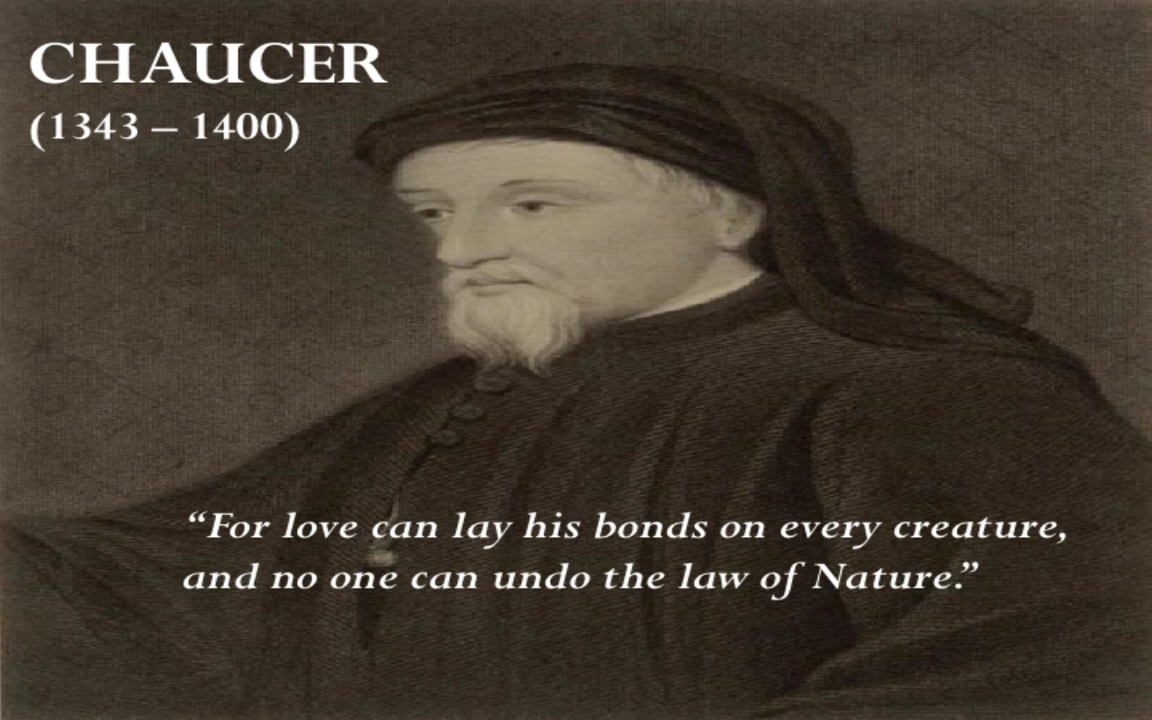 CHAUCER
(1343 – 1400)
“For love can lay his bonds on every creature,
and no one can undo the law of Nature.”